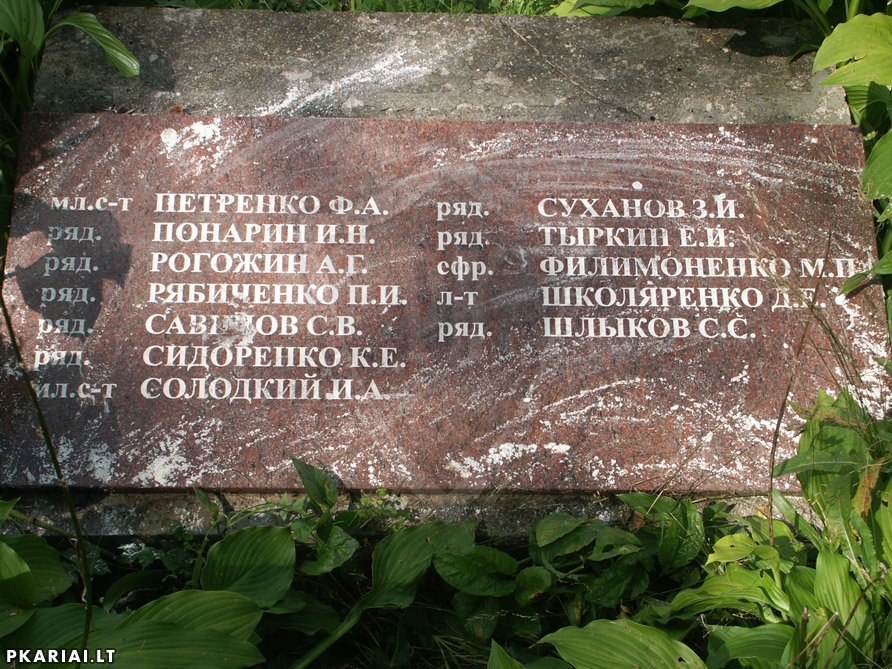 мл.с-т ПЕТРЕНКО Ф.А.
ряд. ПОНАРИН И.Н.
ряд. РОГОЖИН А.Г.
ряд. РЯБИЧЕНКО П.И.
ряд. С.В.
ряд. СИДОРЕНКО К.Е.
мл.с-т СОЛОДКИЙ И.А.
ряд. СУХАНОВ З.И.
ряд. ТЫРКИН Е.И.
сфр. ФИЛИМОНЕНКО М.П.
л-т ШКОЛЯРЕНКО Д.Е.
ряд. ШЛЫКОВ С.С.
PKARIAI.LT